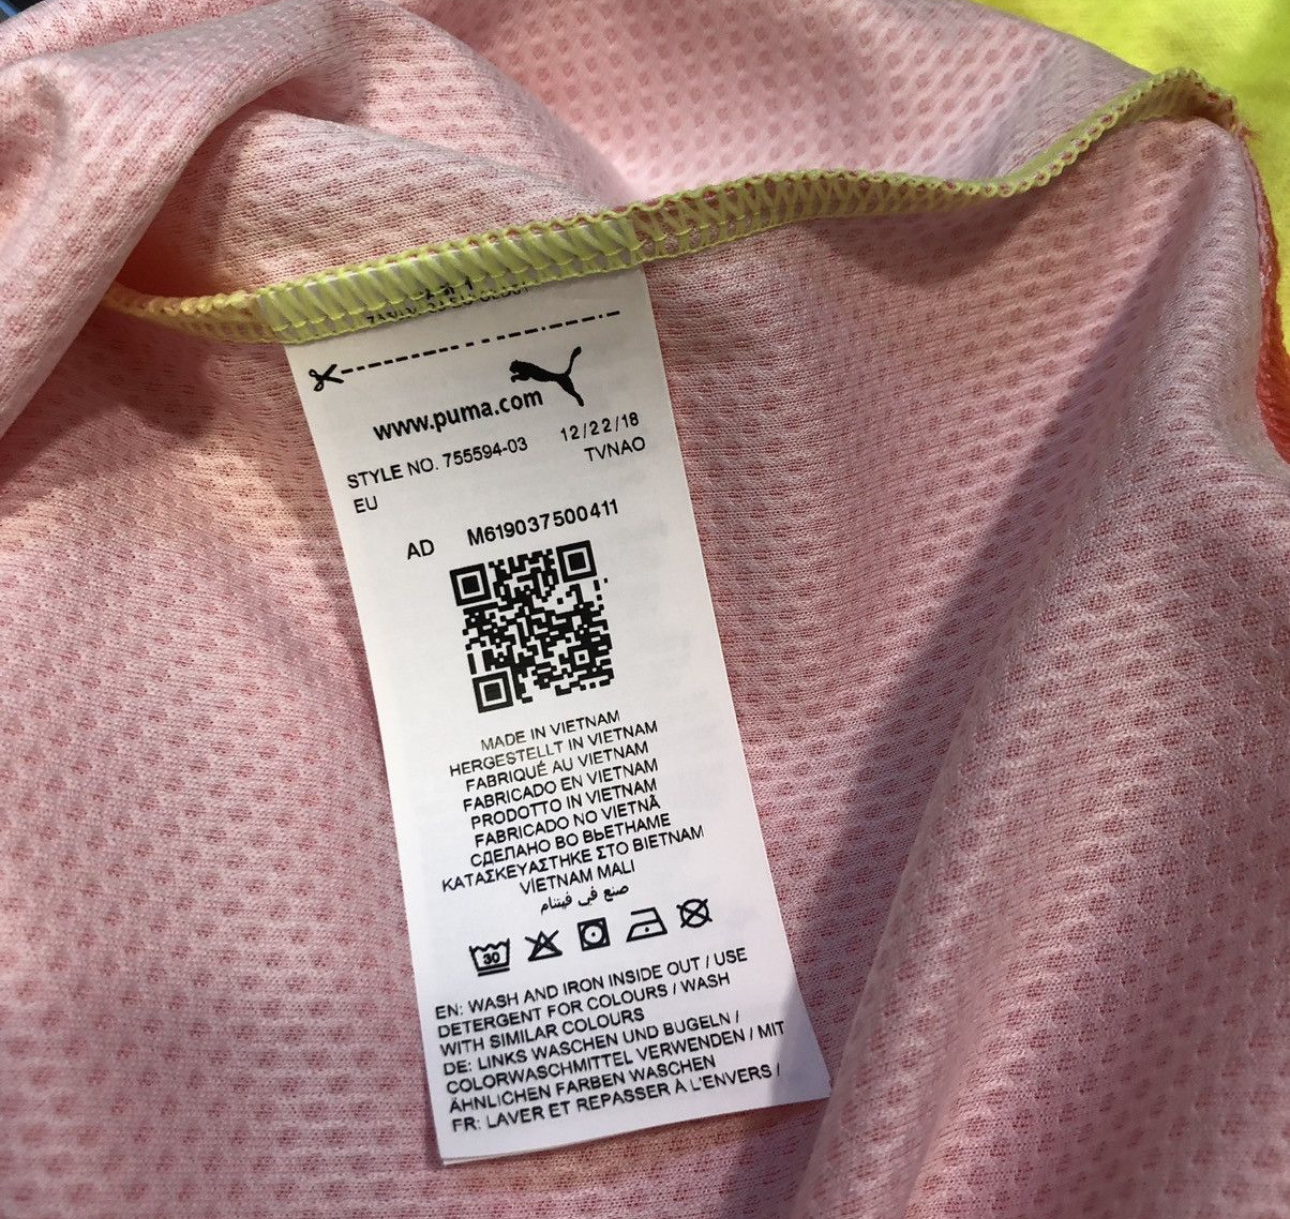 www.puma.com
STYLE NO. 755594-03 12/22/18
EU TVNAO
AD M619037500411
MADE IN VIETNAM
HERGESTELLT IN VIETNAM
FABRIQUÉ AU VIETNAM
FABRICADO EN VIETNAM
PRODOTTO IN VIETNAM
FABRICADO NO VIETNÃ
СДЕЛАНО ВО ВЬЕТНАМЕ
ΚΑΤΑΣΚΕΥΑΣΤΗΚΕ ΣΤΟ ΒΙΕΤΝΑΜ
VİETNAM MALI
صنع في فيتنام
30
EN: WASH AND IRON INSIDE OUT / USE
DETERGENT FOR COLOURS / WASH
WITH SIMILAR COLOURS
DE: LINKS WASCHEN UND BUGELN /
COLORWASCHMITTEL VERWENDEN / MIT
ÄHNLICHEN FARBEN WASCHEN
FR: LAVER ET REPASSER À L'ENVERS /